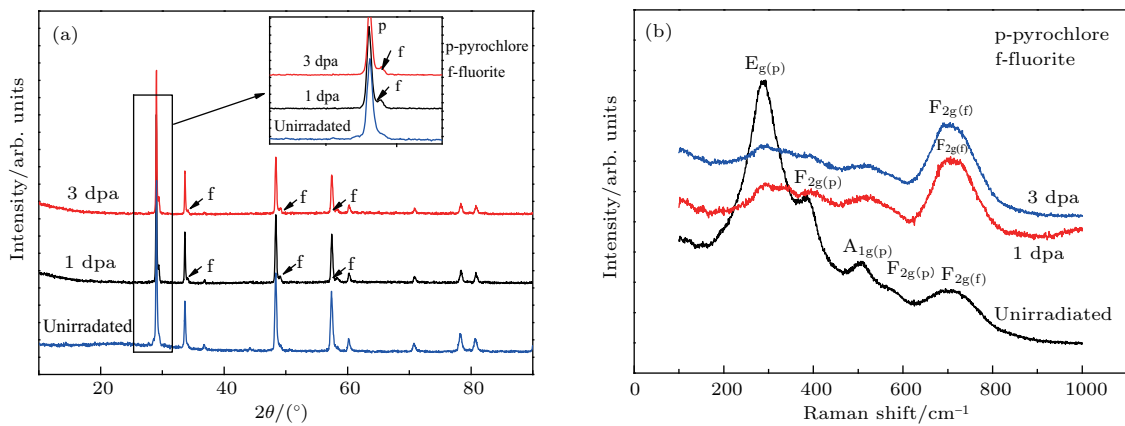 (a)
p
3 dpa
f
p-pyrochlore
f-fluorite
1 dpa
f
Unirradated
3 dpa
f
f
f
1 dpa
f
f
f
Unirradated
Intensity/arb. units
20
40
60
80
2θ/(°)
(b)
p-pyrochlore
f-fluorite
Eg(p)
F2g(f)
F2g(f)
F2g(p)
3 dpa
A1g(p)
1 dpa
F2g(p)
F2g(f)
Unirradiated
Intensity/arb. units
0
200
400
600
800
1000
Raman shift/cm−1